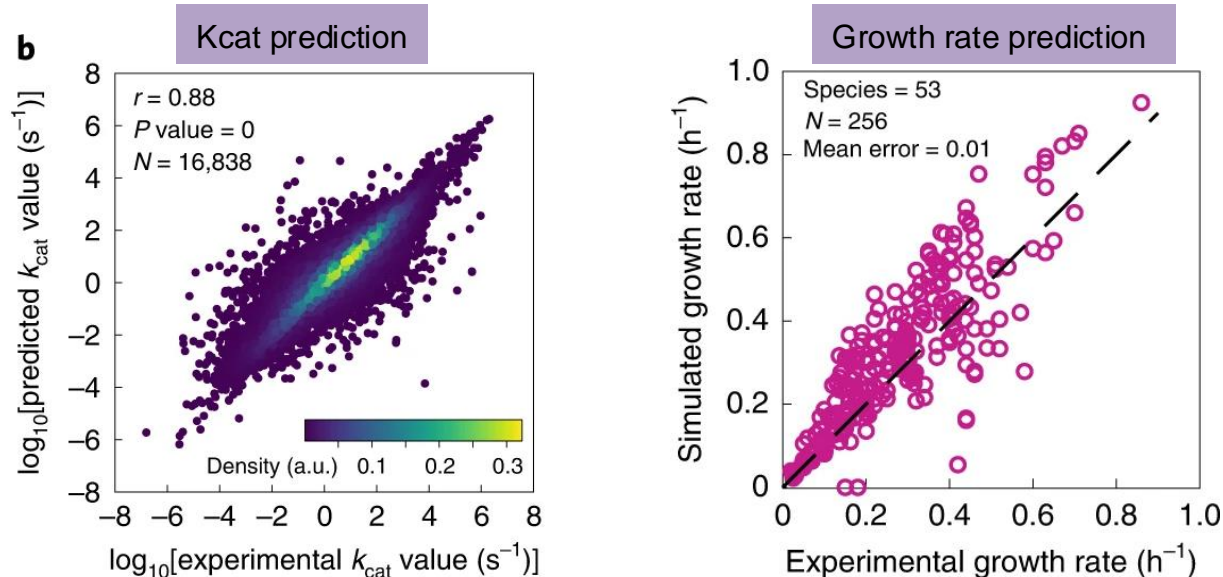 b
Kcat prediction
r = 0.88
P value = 0
N = 16,838
log₁₀[predicted k_cat value (s⁻¹)]
8
6
4
2
0
−2
−4
−6
−8
Density (a.u.) 0.1 0.2 0.3
−8 −6 −4 −2 0 2 4 6 8
log₁₀[experimental k_cat value (s⁻¹)]
Growth rate prediction
Species = 53
N = 256
Mean error = 0.01
Simulated growth rate (h⁻¹)
1.0
0.8
0.6
0.4
0.2
0
0 0.2 0.4 0.6 0.8 1.0
Experimental growth rate (h⁻¹)